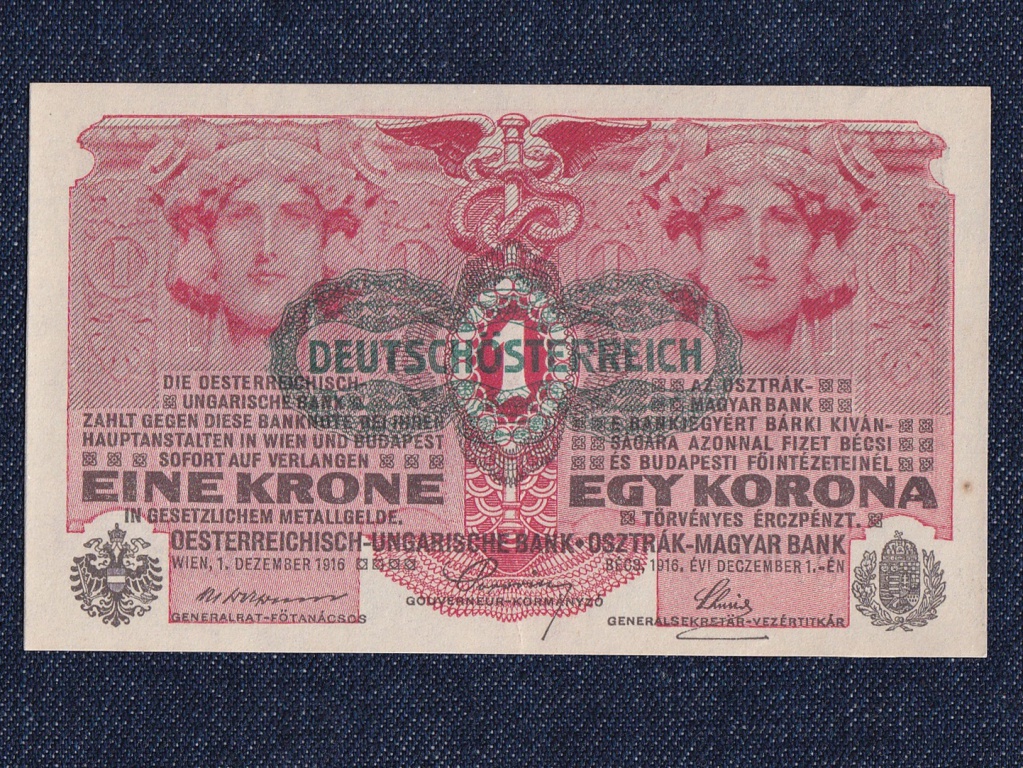 DEUTSCHÖSTERREICH
1
DIE OESTERREICHISCH-
UNGARISCHE BANK
ZAHLT GEGEN DIESE BANKNOTE BEI IHREN
HAUPTANSTALTEN IN WIEN UND BUDAPEST
SOFORT AUF VERLANGEN
EINE KRONE
IN GESETZLICHEM METALLGELDE.
AZ OSZTRÁK-
MAGYAR BANK
E BANKJEGYÉRT BÁRKI KIVÁN-
SÁGÁRA AZONNAL FIZET BÉCSI
ÉS BUDAPESTI FŐINTÉZETEINÉL
EGY KORONA
TÖRVÉNYES ÉRCZPÉNZT.
OESTERREICHISCH-UNGARISCHE BANK • OSZTRÁK-MAGYAR BANK
WIEN, 1. DEZEMBER 1916
BÉCS, 1916. ÉVI DECZEMBER 1.-ÉN
GENERALRAT-FŐTANÁCSOS
GOUVERNEUR-KORMÁNYZÓ
GENERALSEKRETÄR-VEZÉRTITKÁR